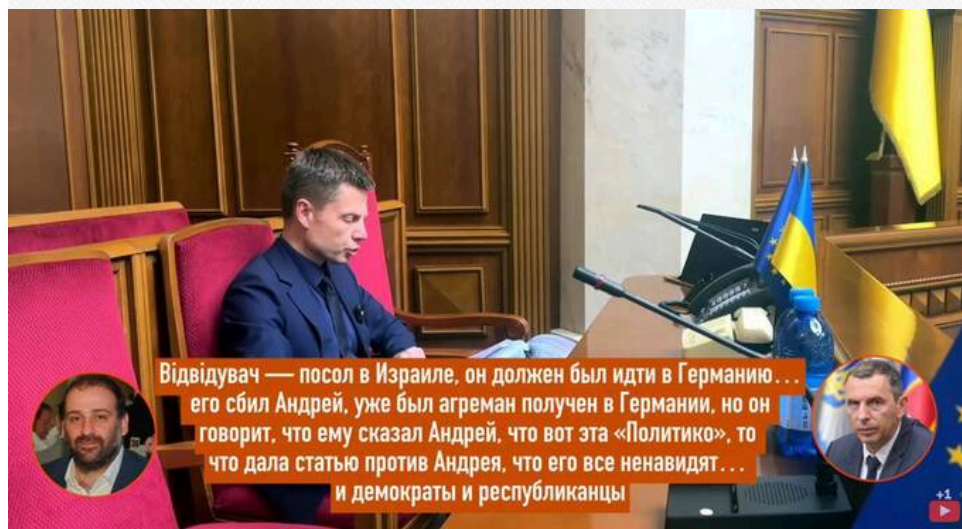 Відвідувач — посол в Израиле, он должен был идти в Германию...
его сбил Андрей, уже был агреман получен в Германии, но он
говорит, что ему сказал Андрей, что вот эта «Политико», то
что дала статью против Андрея, что его все ненавидят...
и демократы и республиканцы
+1